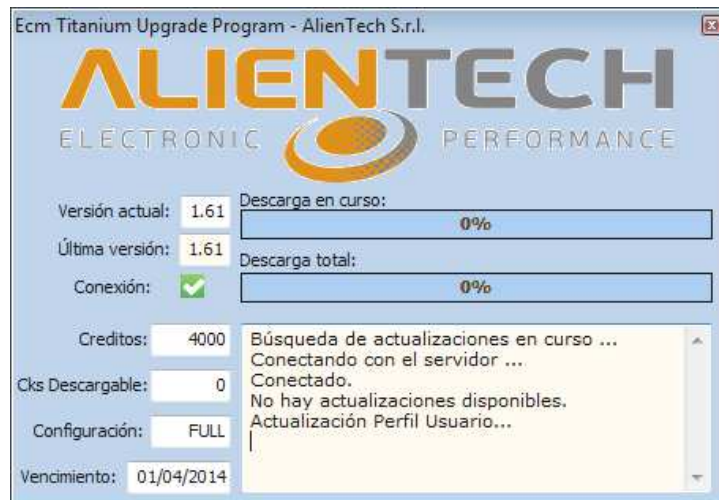 Ecm Titanium Upgrade Program - AlienTech S.r.l.
ALIENTECH
ELECTRONIC PERFORMANCE
Versión actual: 1.61
Última versión: 1.61
Conexión:
Descarga en curso:
0%
Descarga total:
0%
Creditos: 4000
Cks Descargable: 0
Configuración: FULL
Vencimiento: 01/04/2014
Búsqueda de actualizaciones en curso ...
Conectando con el servidor ...
Conectado.
No hay actualizaciones disponibles.
Actualización Perfil Usuario...